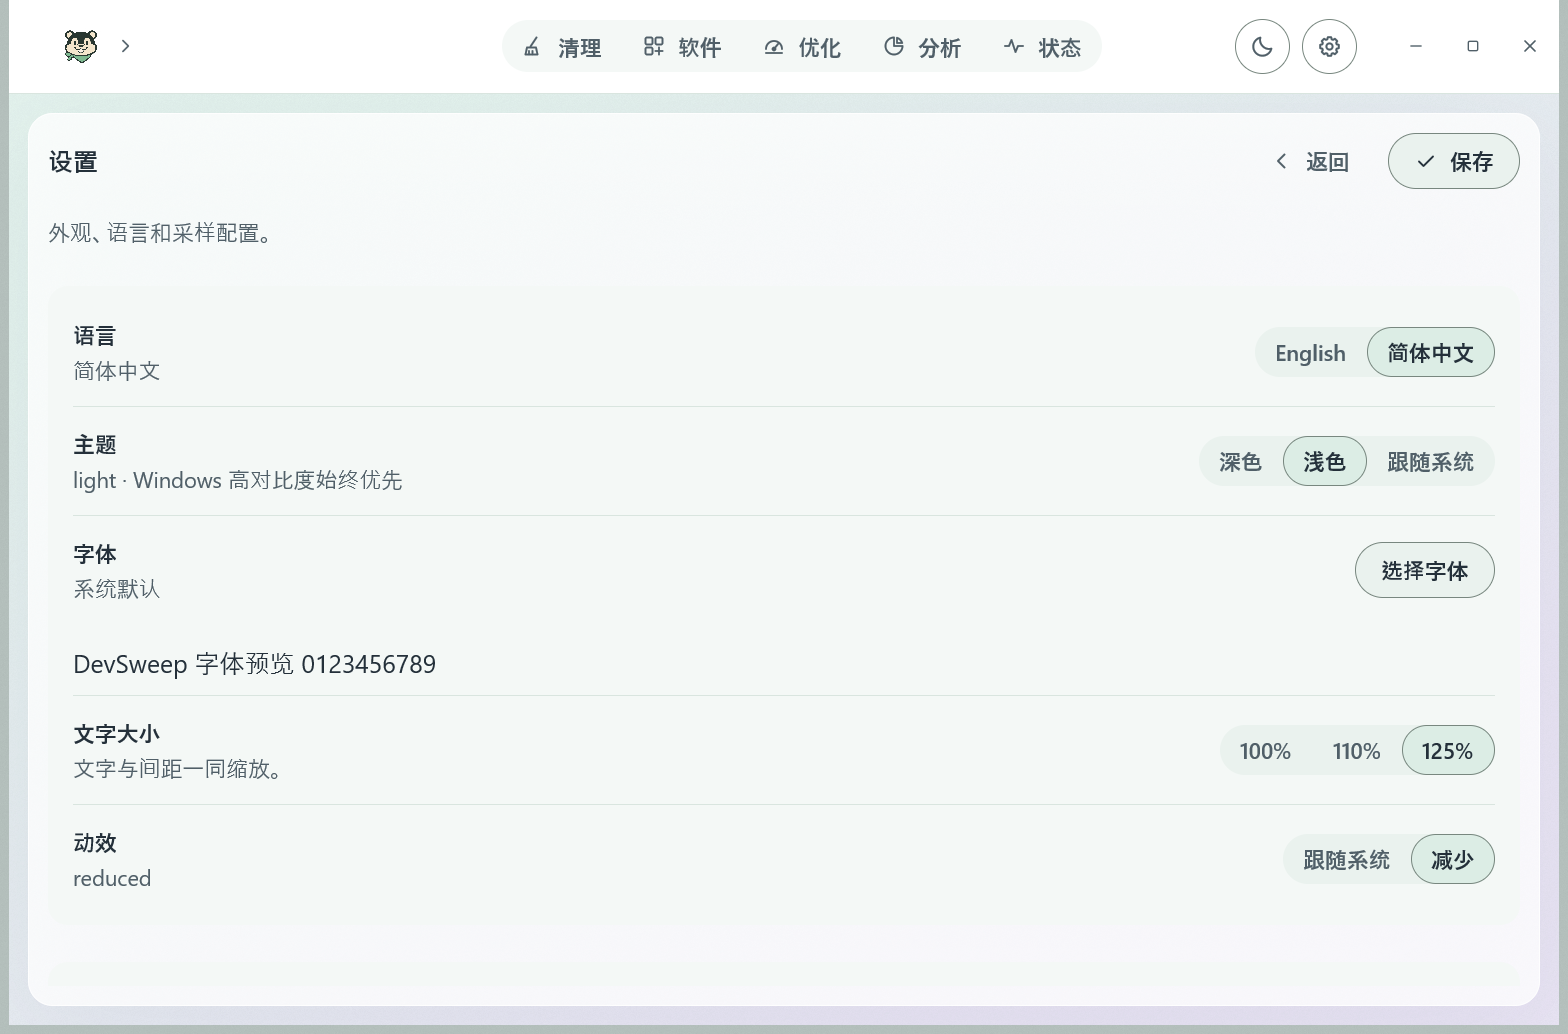 清理 软件 优化 分析 状态
设置
返回 保存
外观、语言和采样配置。
语言
简体中文
English 简体中文
主题
light · Windows 高对比度始终优先
深色 浅色 跟随系统
字体
系统默认
选择字体
DevSweep 字体预览 0123456789
文字大小
文字与间距一同缩放。
100% 110% 125%
动效
reduced
跟随系统 减少